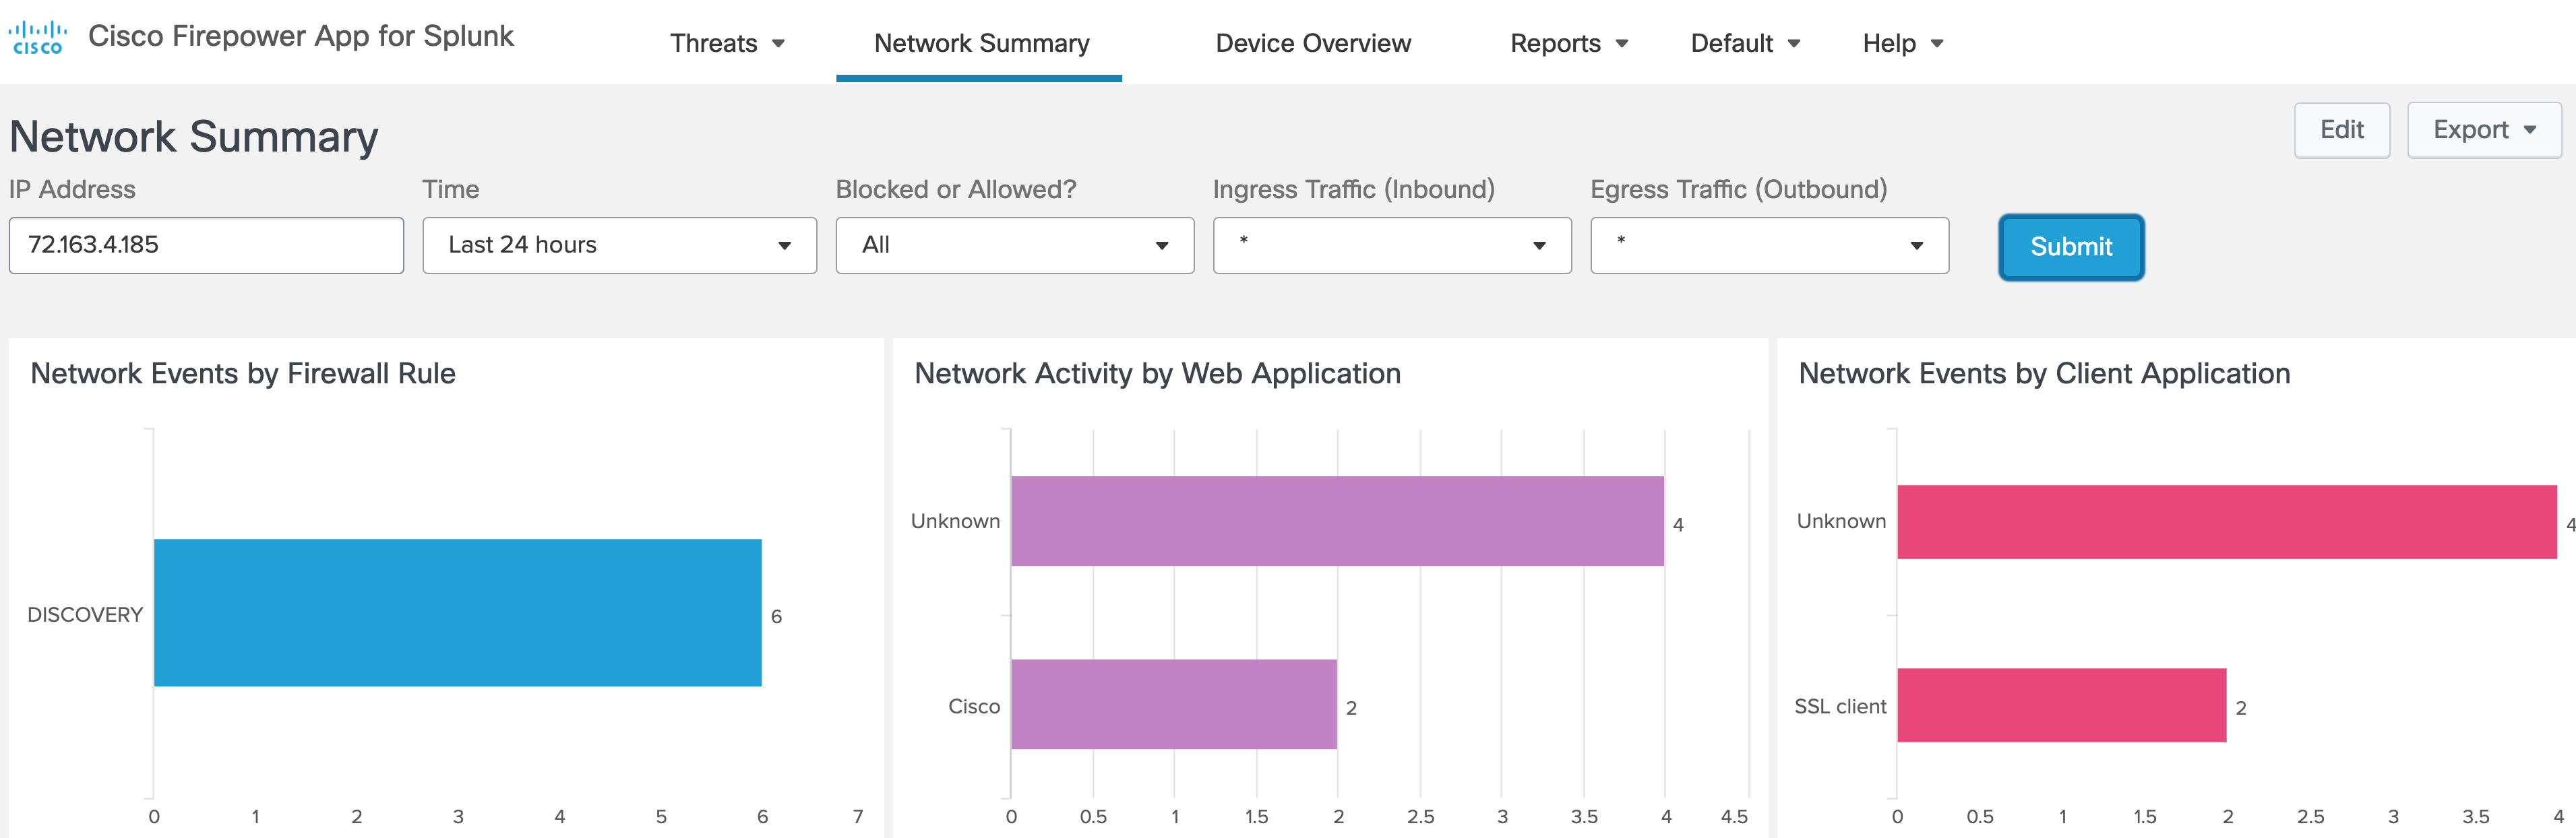 CISCO
Cisco Firepower App for Splunk
Threats
Network Summary
Device Overview
Reports
Default
Help
Network Summary
Edit
Export
IP Address
Time
Blocked or Allowed?
Ingress Traffic (Inbound)
Egress Traffic (Outbound)
72.163.4.185
Last 24 hours
All
*
*
Submit
Network Events by Firewall Rule
DISCOVERY
6
0 1 2 3 4 5 6 7
Network Activity by Web Application
Unknown
4
Cisco
2
0 0.5 1 1.5 2 2.5 3 3.5 4 4.5
Network Events by Client Application
Unknown
4
SSL client
2
0 0.5 1 1.5 2 2.5 3 3.5 4